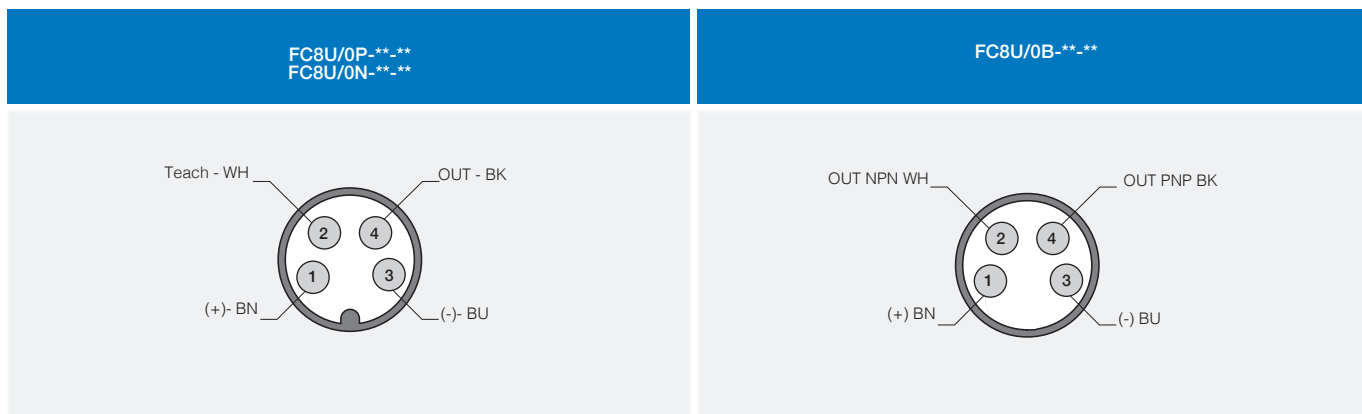 FC8U/0P-**-**
FC8U/0N-**-**
FC8U/0B-**-**
Teach - WH
OUT - BK
2
4
1
3
(+)- BN
(-)- BU
OUT NPN WH
OUT PNP BK
2
4
1
3
(+) BN
(-) BU